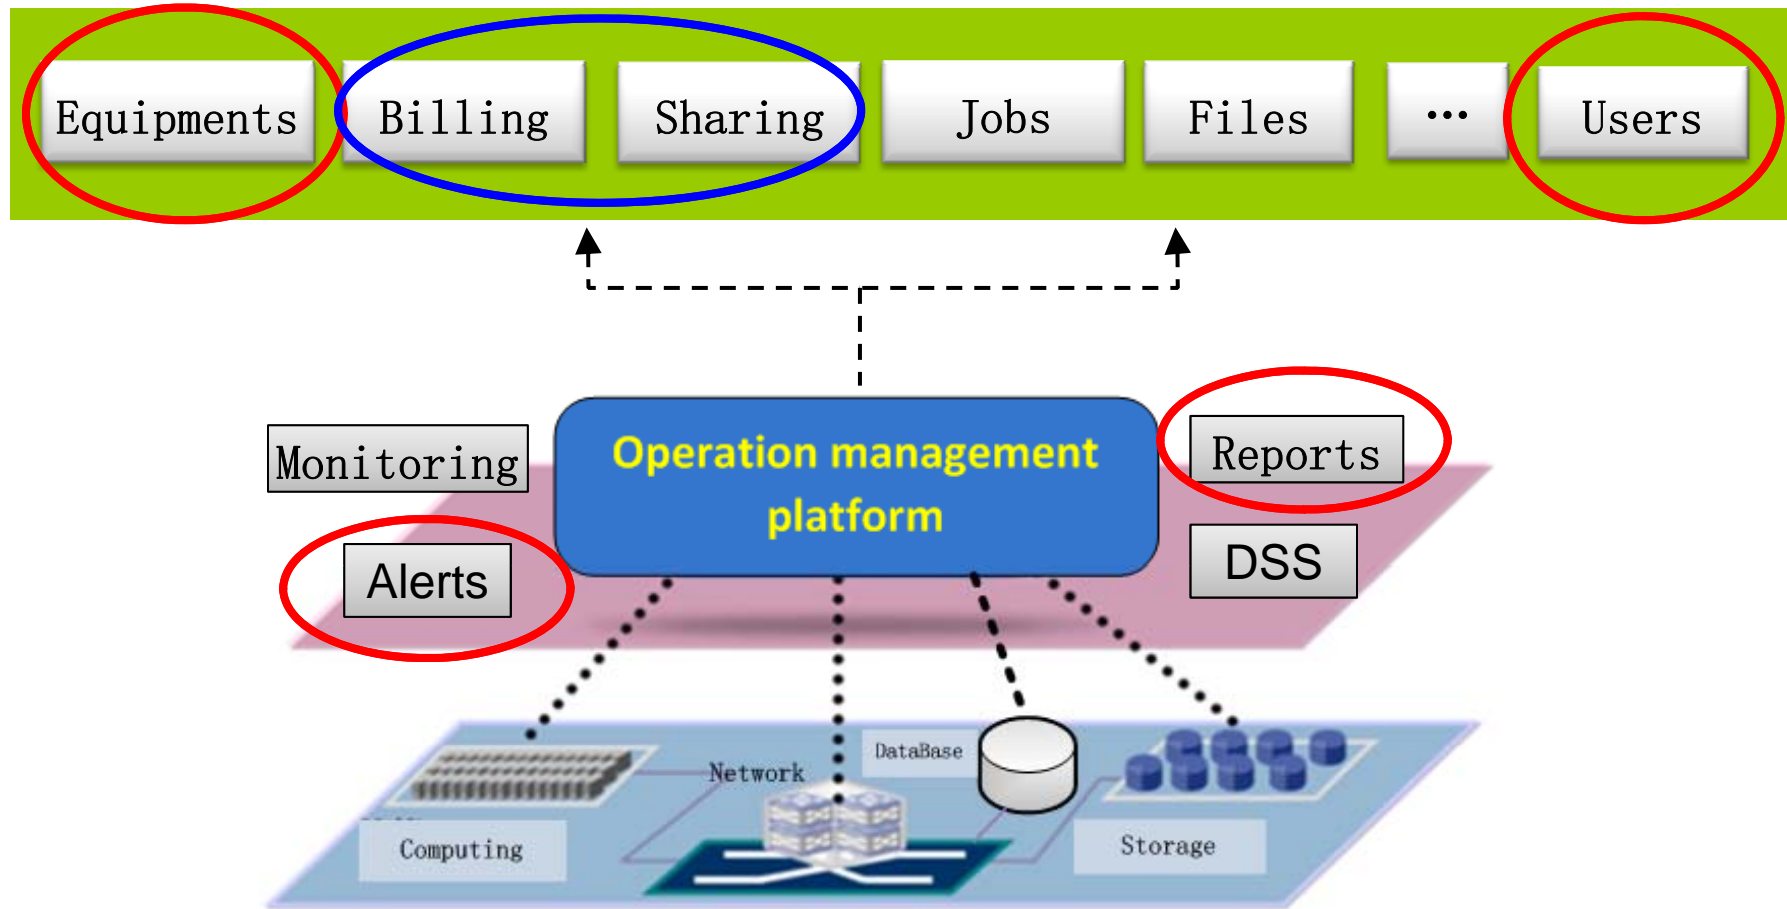 Equipments
Billing
Sharing
Jobs
Files
...
Users
Monitoring
Operation management
platform
Reports
Alerts
DSS
Network
DataBase
Computing
Storage